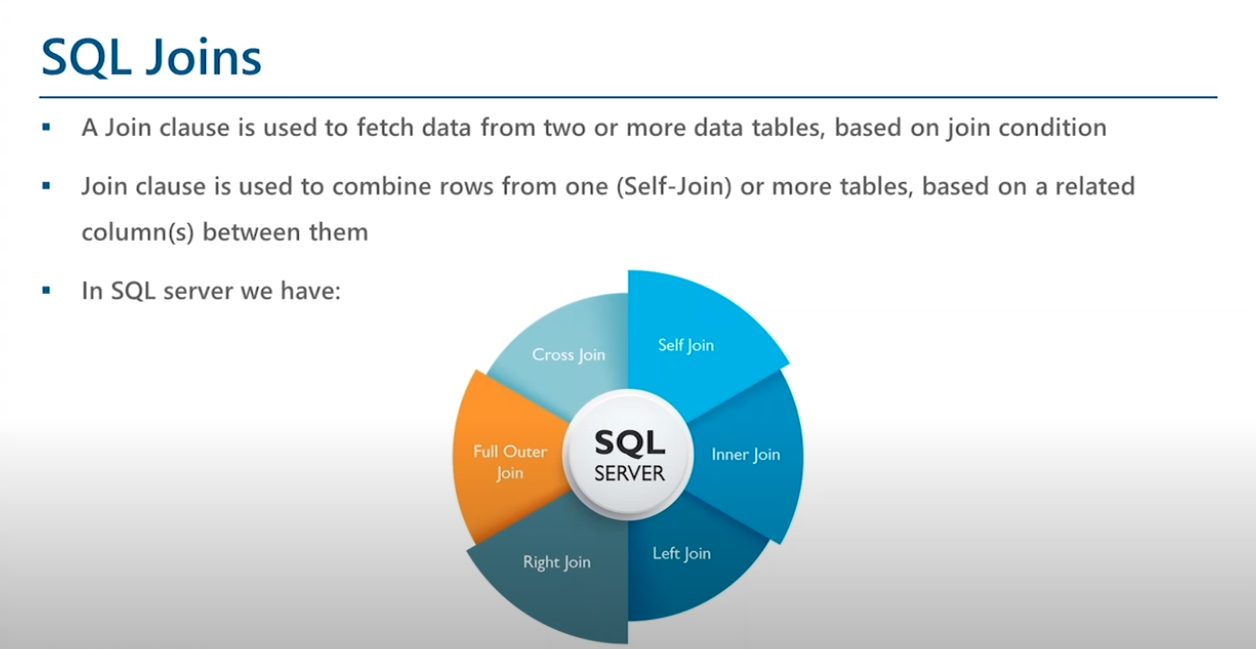 SQL Joins
A Join clause is used to fetch data from two or more data tables, based on join condition
Join clause is used to combine rows from one (Self-Join) or more tables, based on a related
column(s) between them
In SQL server we have:
Cross Join
Self Join
Full Outer
Join
SQL
SERVER
Inner Join
Right Join
Left Join